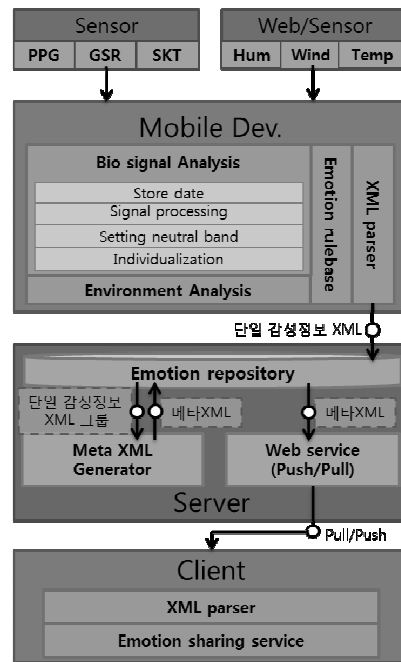 Sensor
Web/Sensor
PPG
GSR
SKT
Hum
Wind
Temp
Mobile Dev.
Bio signal Analysis
Store date
Signal processing
Setting neutral band
Individualization
Environment Analysis
Emotion rulebase
XML parser
단일 감성정보 XML
Emotion repository
단일 감성정보
XML 그룹
메타XML
메타XML
Meta XML
Generator
Web service
(Push/Pull)
Server
Pull/Push
Client
XML parser
Emotion sharing service